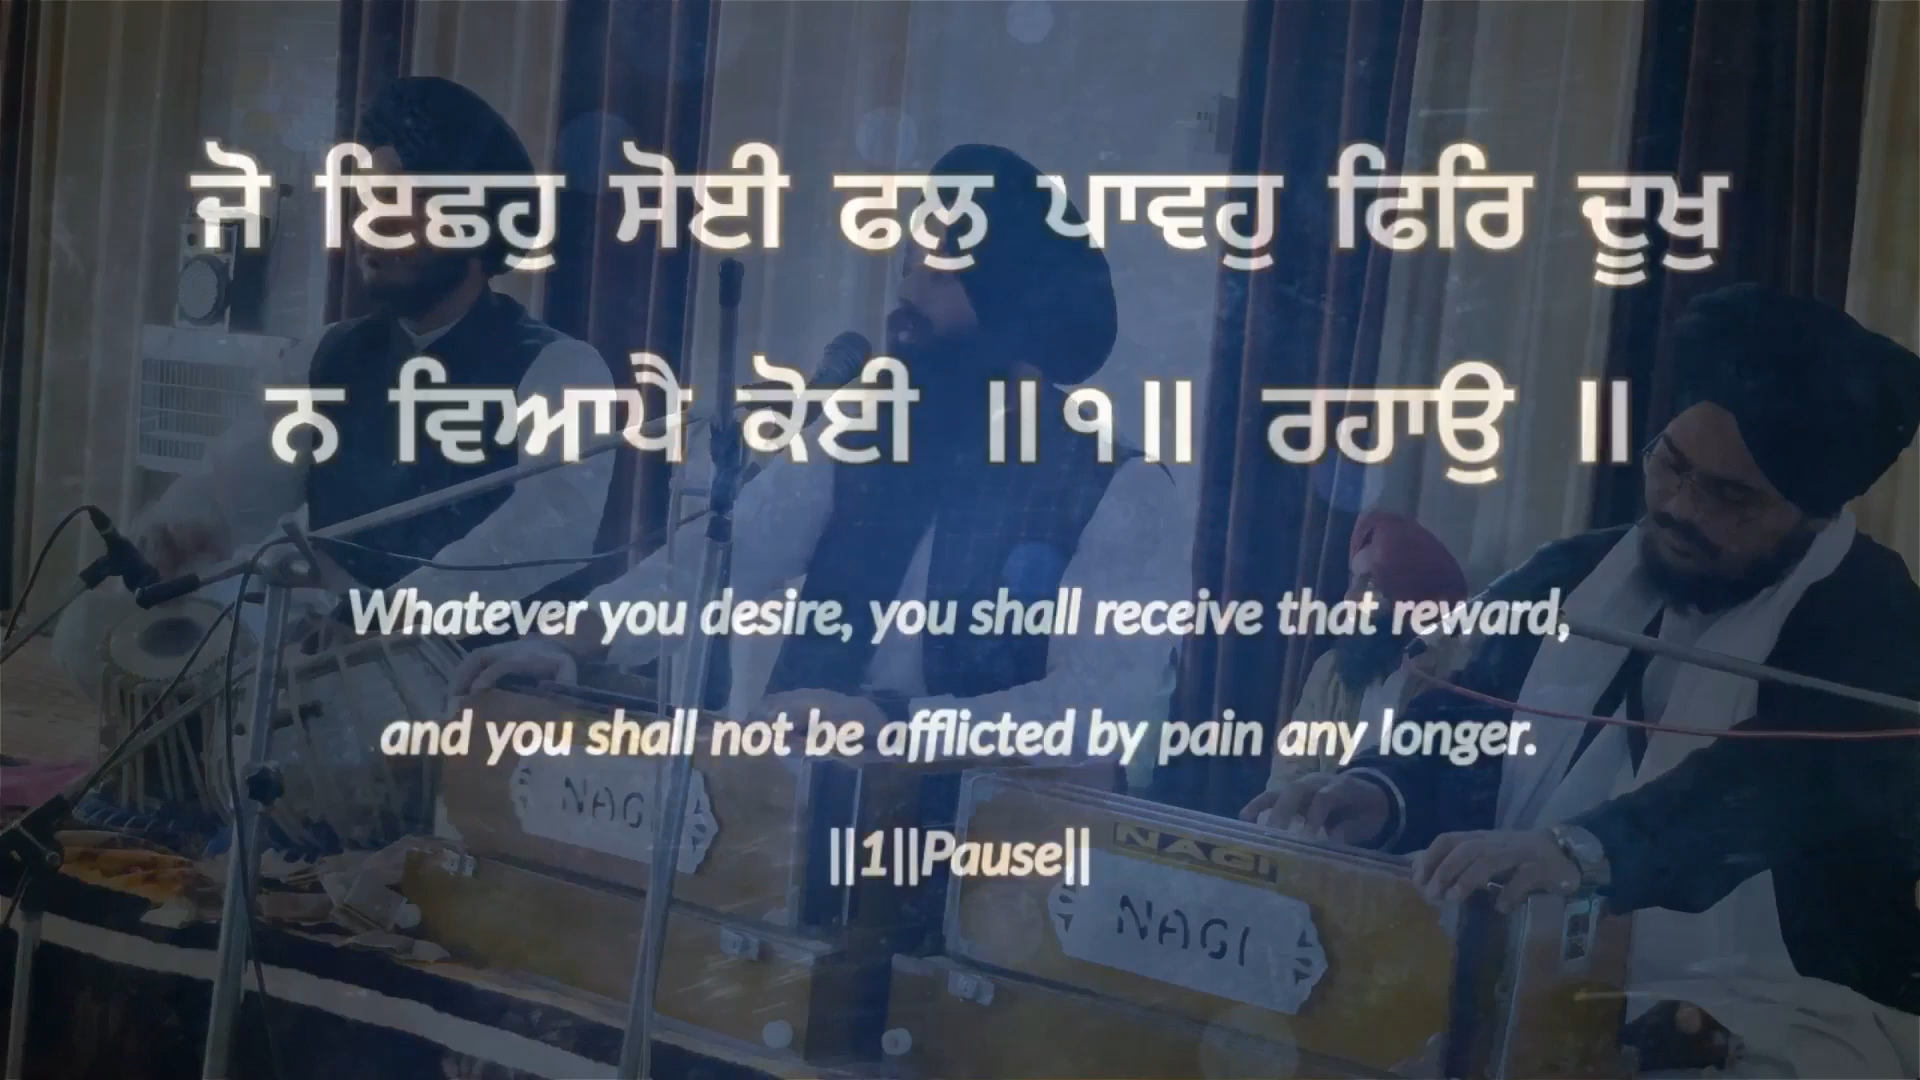 ਜੋ ਇਛਹੁ ਸੋਈ ਫਲੁ ਪਾਵਹੁ ਫਿਰਿ ਦੂਖੁ
ਨ ਵਿਆਪੈ ਕੋਈ ॥੧॥ ਰਹਾਉ ॥
Whatever you desire, you shall receive that reward,
and you shall not be afflicted by pain any longer.
||1||Pause||
NAGI
NAGI
NAGI